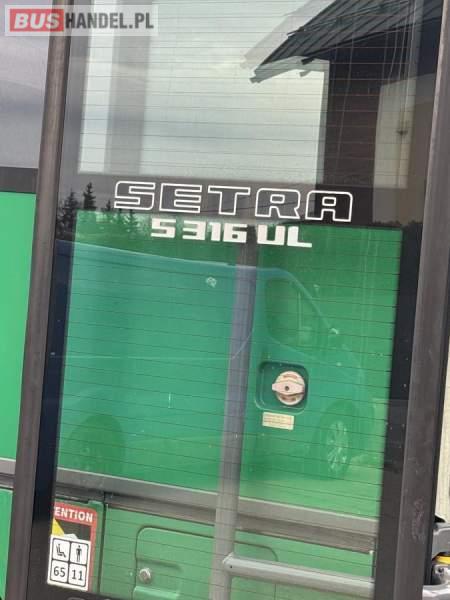 BUSHANDEL.PL
SETRA
S 316 UL
ENTION
65 11